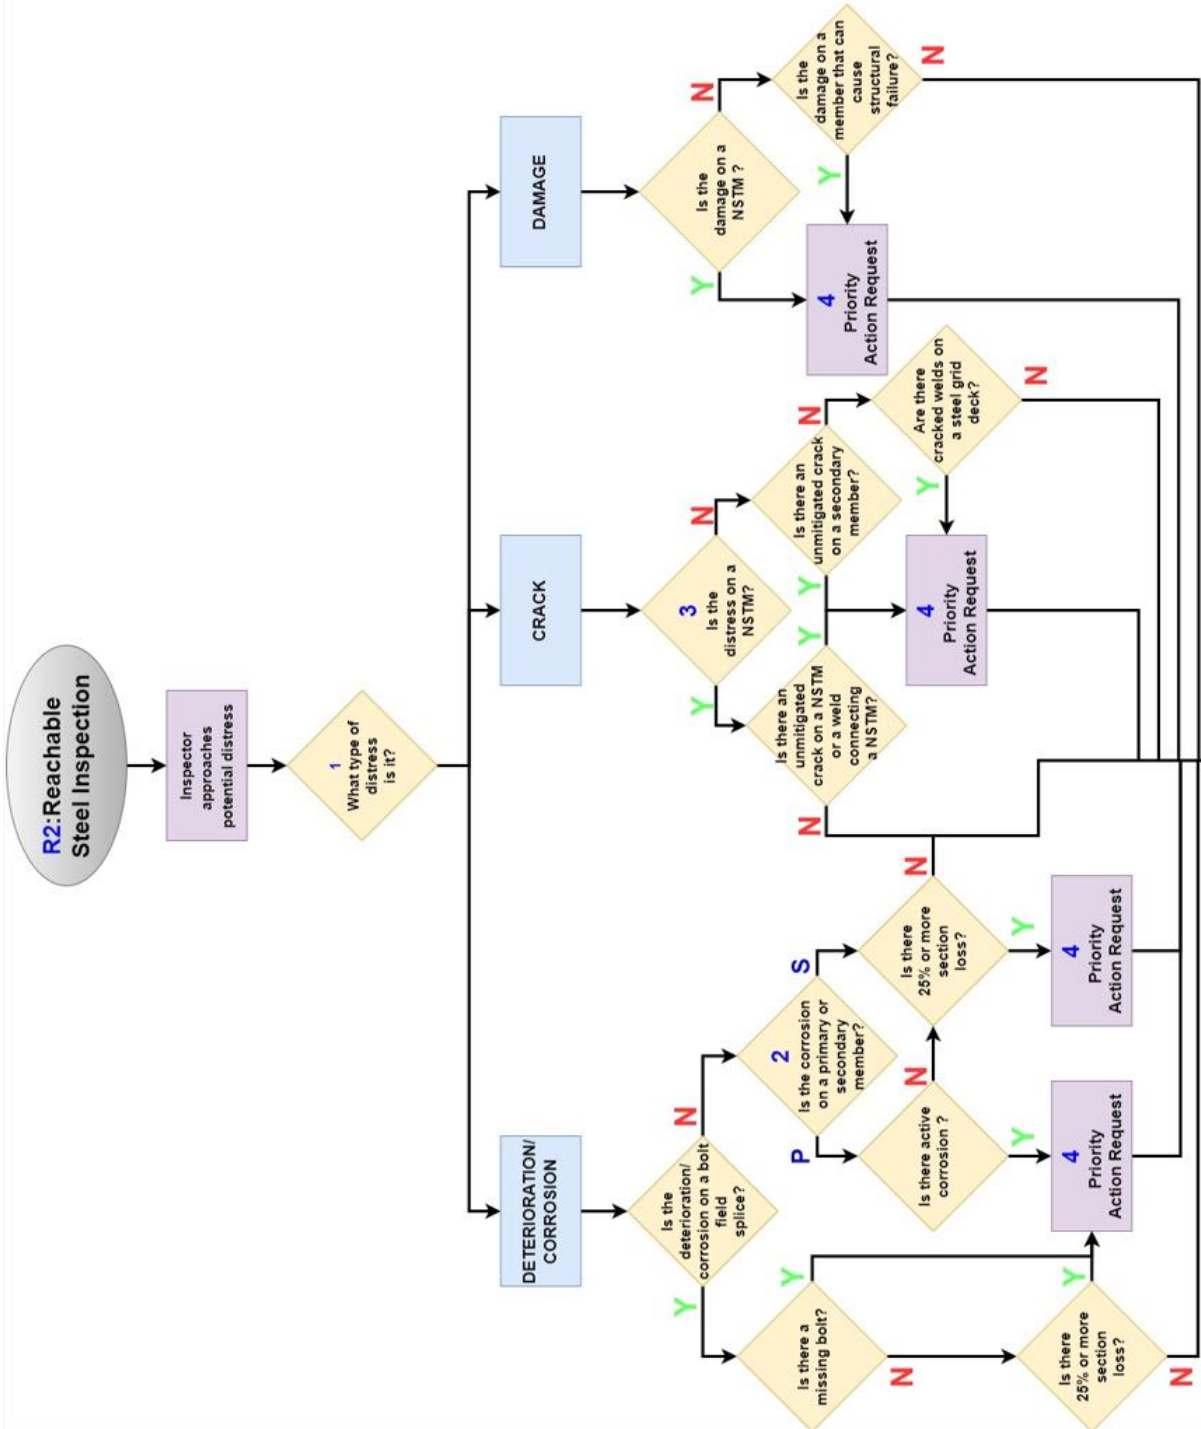 R2:Reachable
Steel Inspection
Inspector
approaches
potential distress
1
What type of
distress
is it?
DETERIORATION/
CORROSION
CRACK
DAMAGE
Is the
deterioration/
corrosion on a bolt
field
splice?
Y
N
Is there a
missing bolt?
Y
N
Is there
25% or more
section
loss?
Y
N
2
Is the corrosion
on a primary or
secondary
member?
P
S
Is there active
corrosion ?
N
Y
Is there
25% or more
section
loss?
N
Y
4
Priority
Action Request
4
Priority
Action Request
3
Is the
distress on a
NSTM?
Y
N
Is there an
unmitigated
crack on a NSTM
or a weld
connecting
a NSTM?
N
Y
Is there an
unmitigated crack
on a secondary
member?
Y
N
Are there
cracked welds on
a steel grid
deck?
Y
N
4
Priority
Action Request
Is the
damage on a
NSTM ?
Y
N
Is the
damage on a
member that can
cause
structural
failure?
Y
N
4
Priority
Action Request